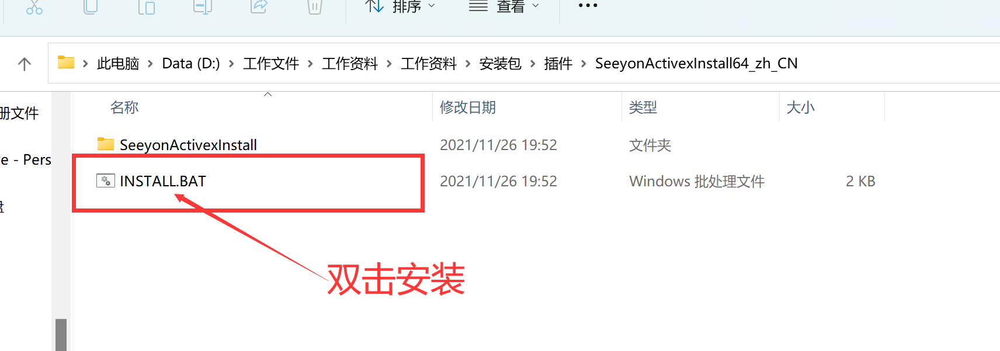 排序 查看
此电脑 Data (D:) 工作文件 工作资料 工作资料 安装包 插件 SeeyonActivexInstall64_zh_CN
名称 修改日期 类型 大小
册文件
SeeyonActivexInstall 2021/11/26 19:52 文件夹
e - Pers
INSTALL.BAT 2021/11/26 19:52 Windows 批处理文件 2 KB
盘
双击安装